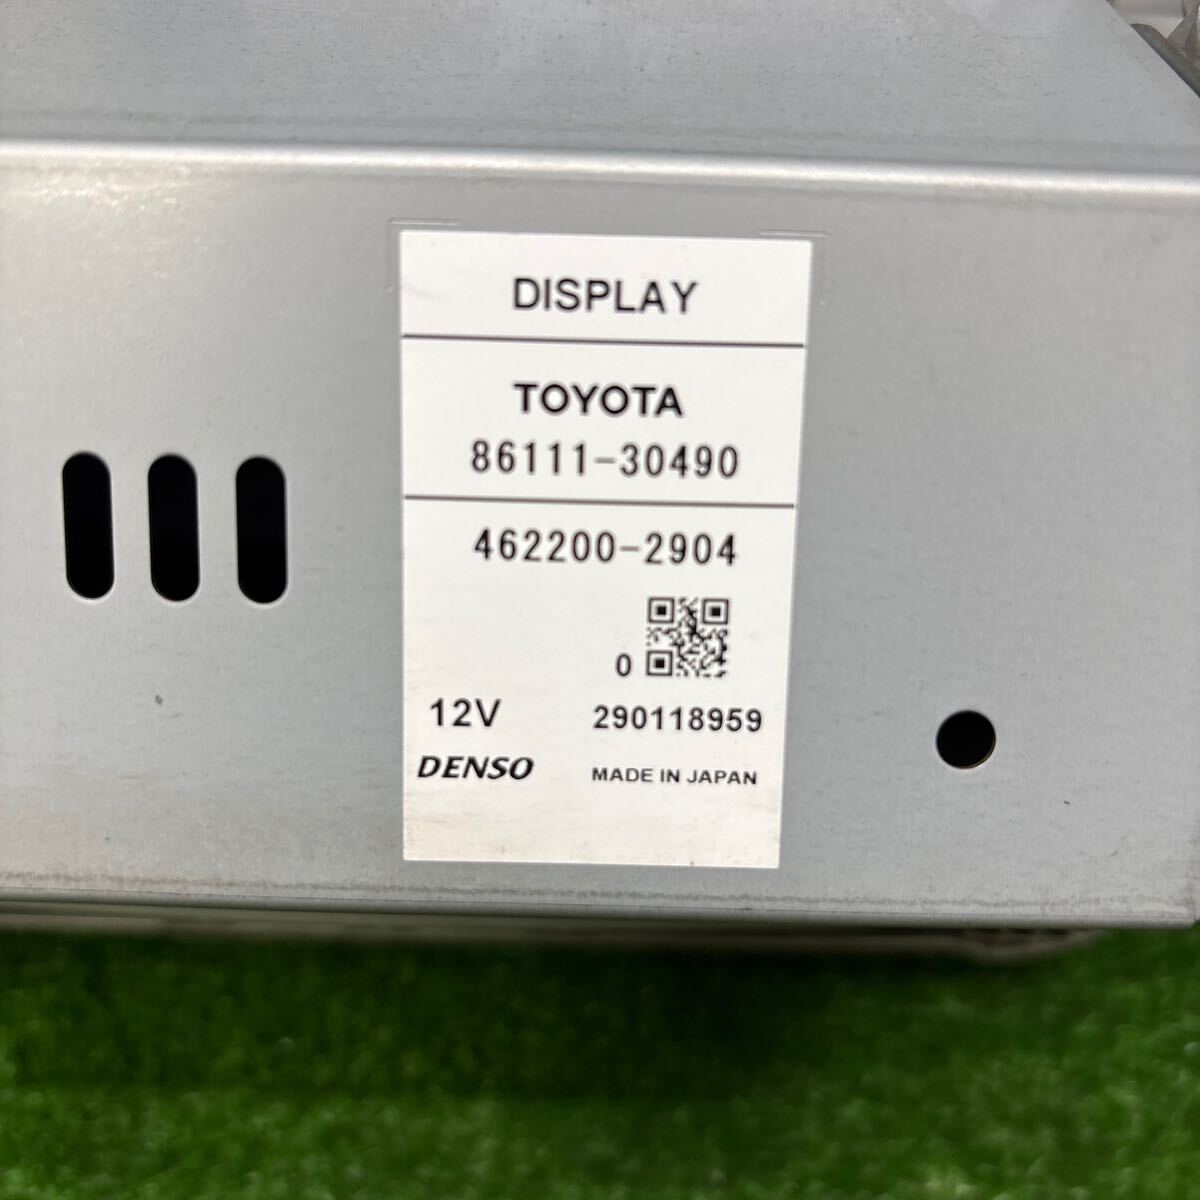 DISPLAY
TOYOTA
86111-30490
462200-2904
0
12V 290118959
DENSO MADE IN JAPAN